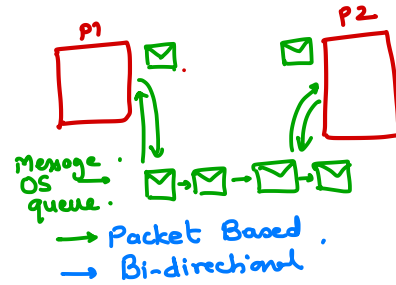 P1
P2
Message
OS
queue.
Packet Based.
Bi-directional